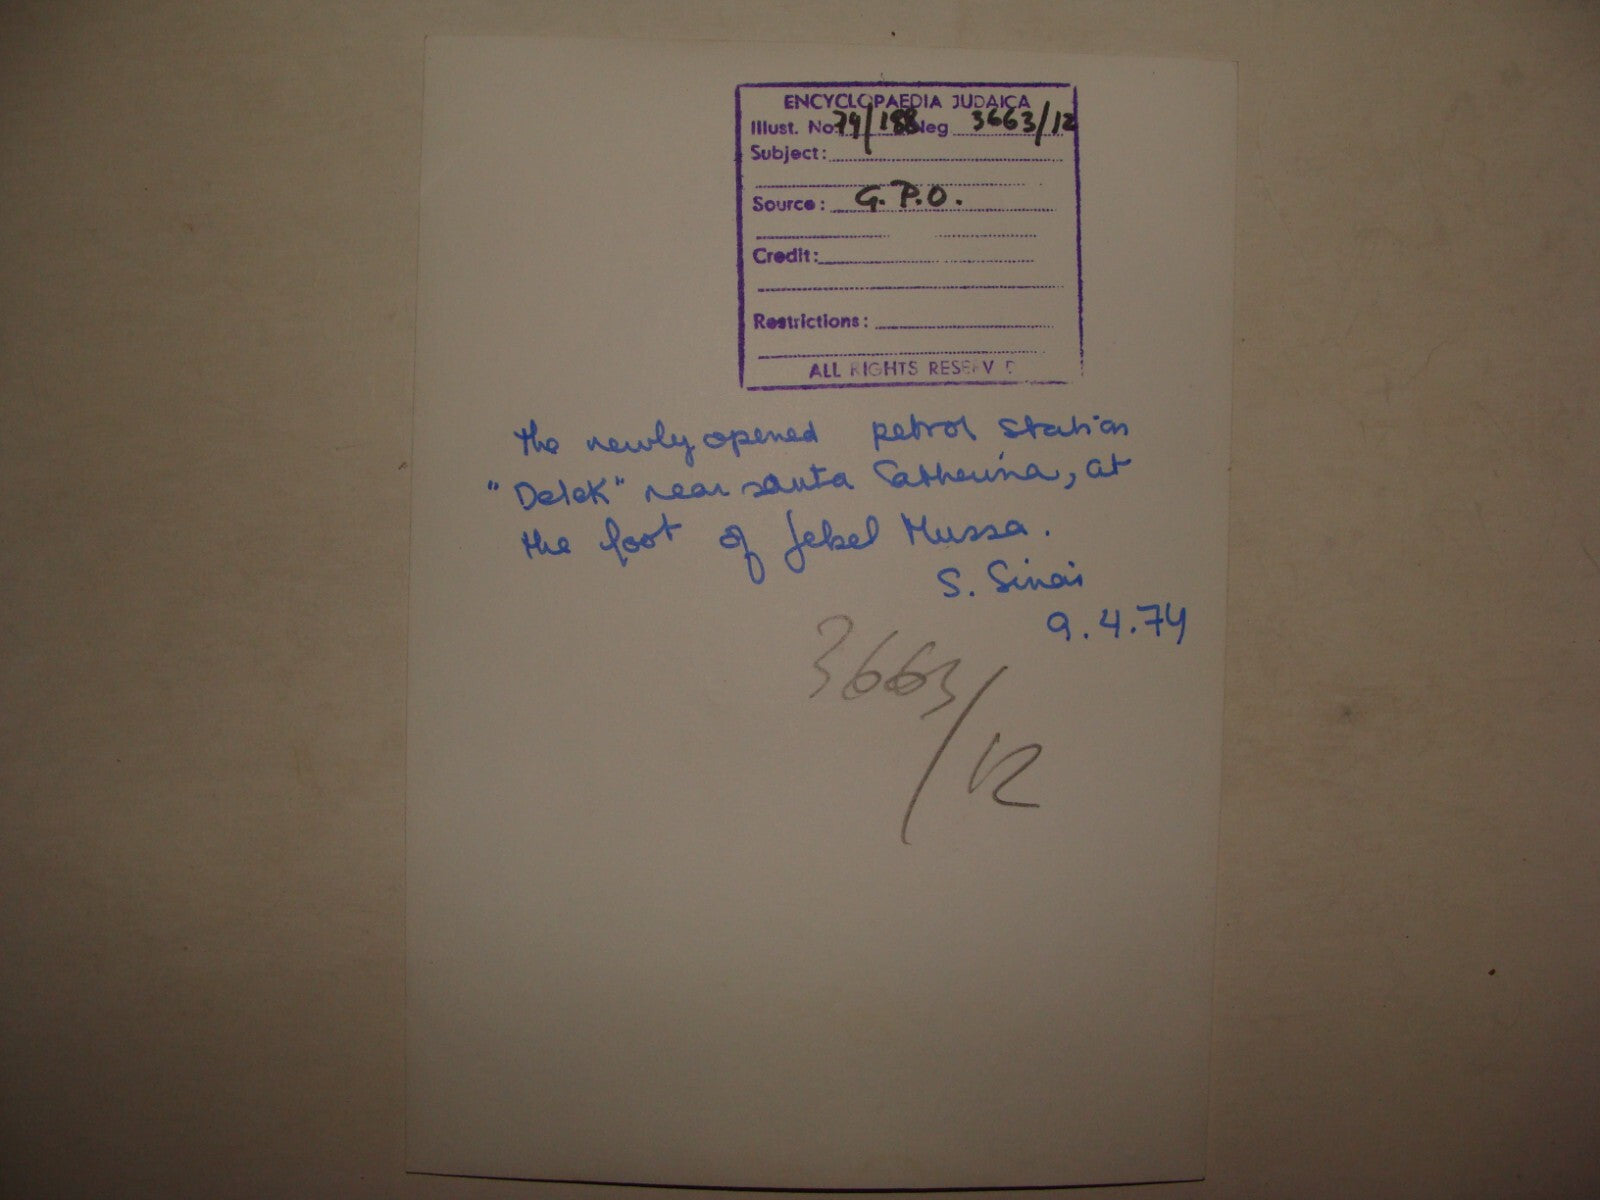 ENCYCLOPAEDIA JUDAICA
Illust. No. 74/188 Neg 3663/12
Subject:
Source: G.P.O.
Credit:
Restrictions:
ALL RIGHTS RESERV D
The newly opened petrol station
"Delek" near santa Catherina, at
the foot of Jebel Mussa.
S. Sinai
9.4.74
3663/12